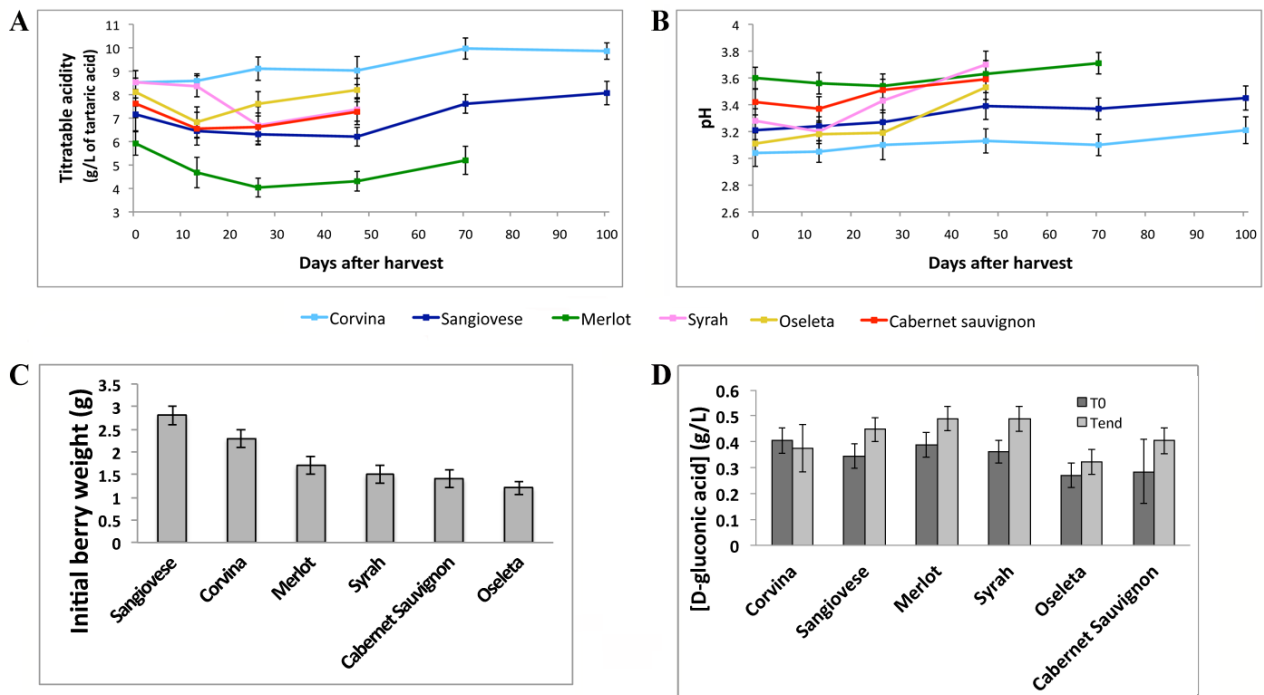 A
Titratable acidity
(g/L of tartaric acid)
11
10
9
8
7
6
5
4
3
0 10 20 30 40 50 60 70 80 90 100
Days after harvest
B
pH
4
3.8
3.6
3.4
3.2
3
2.8
2.6
0 10 20 30 40 50 60 70 80 90 100
Days after harvest
Corvina Sangiovese Merlot Syrah Oseleta Cabernet sauvignon
C
Initial berry weight (g)
3.5
3
2.5
2
1.5
1
0.5
0
Sangiovese
Corvina
Merlot
Syrah
Cabernet Sauvignon
Oseleta
D
[D-gluconic acid] (g/L)
0.6
0.5
0.4
0.3
0.2
0.1
0
T0
Tend
Corvina
Sangiovese
Merlot
Syrah
Oseleta
Cabernet Sauvignon